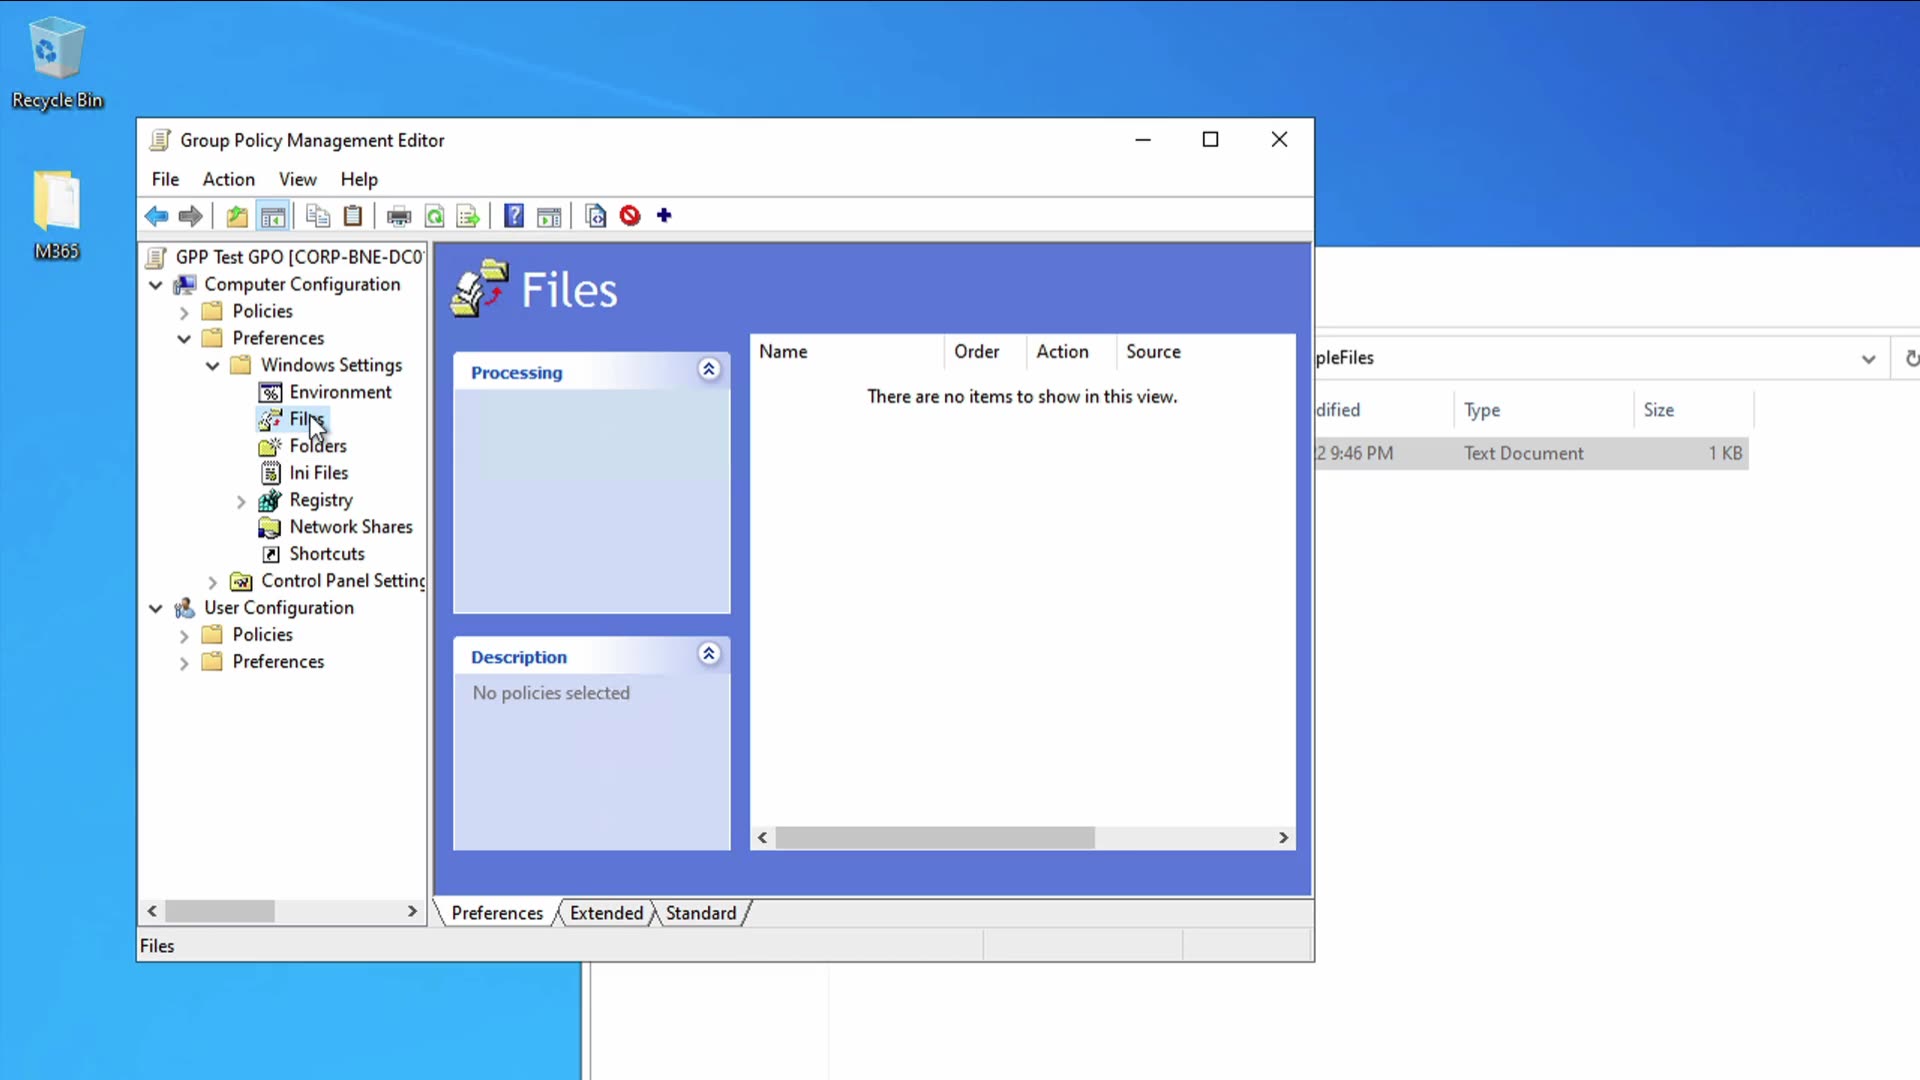 Recycle Bin
M365
Group Policy Management Editor
File Action View Help
GPP Test GPO [CORP-BNE-DC0
Computer Configuration
Policies
Preferences
Windows Settings
Environment
Files
Folders
Ini Files
Registry
Network Shares
Shortcuts
Control Panel Setting
User Configuration
Policies
Preferences
Files
Processing
Description
No policies selected
Name Order Action Source
There are no items to show in this view.
Preferences Extended Standard
Files
pleFiles
dified Type Size
22 9:46 PM Text Document 1 KB